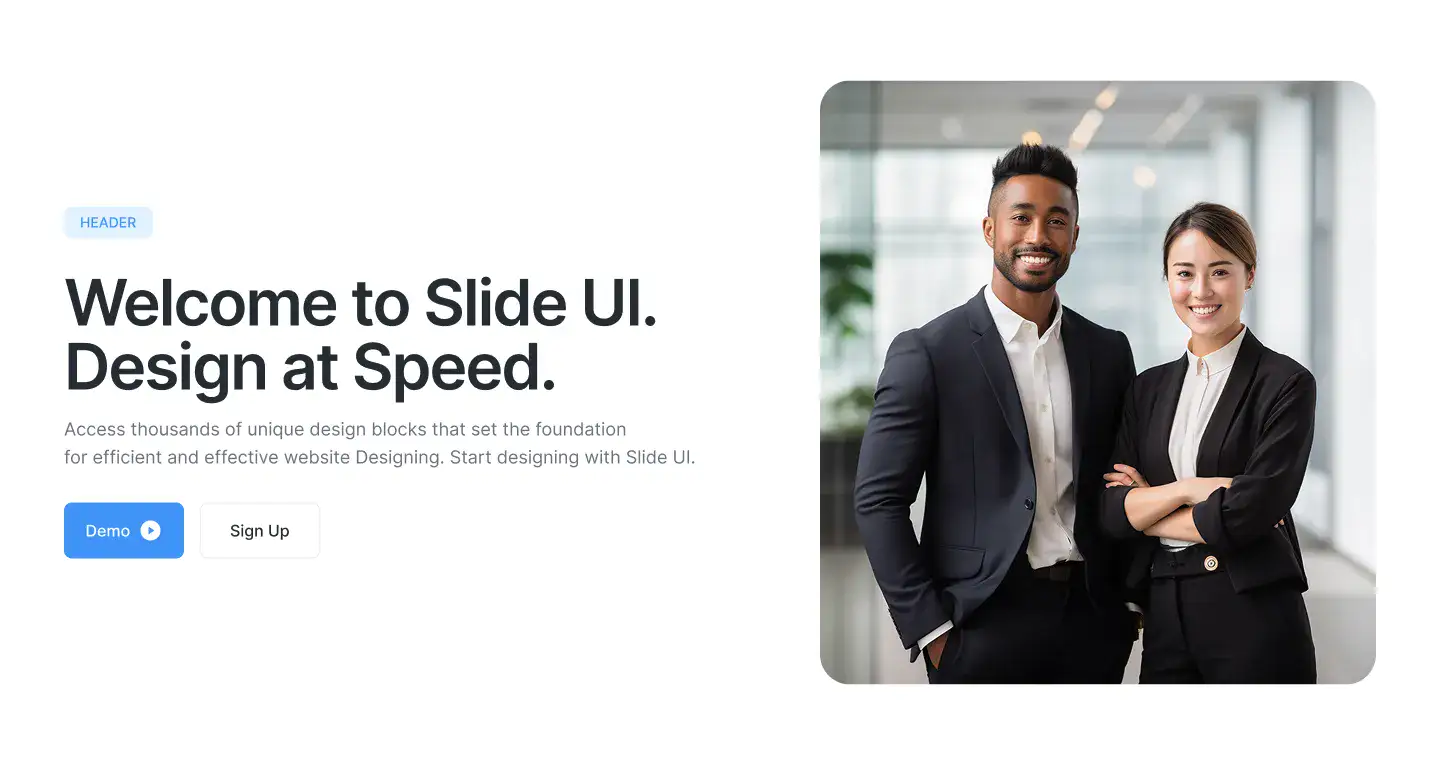 HEADER
Welcome to Slide UI.
Design at Speed.
Access thousands of unique design blocks that set the foundation
for efficient and effective website Designing. Start designing with Slide UI.
Demo
Sign Up